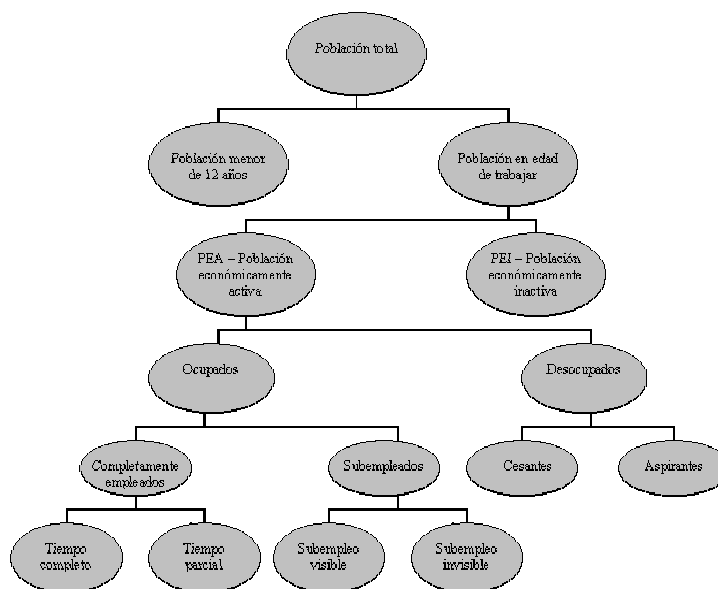 Población total
Población menor
de 12 años
Población en edad
de trabajar
PEA – Población
económicamente
activa
PEI – Población
económicamente
inactiva
Ocupados
Desocupados
Completamente
empleados
Subempleados
Cesantes
Aspirantes
Tiempo
completo
Tiempo
parcial
Subempleo
visible
Subempleo
invisible